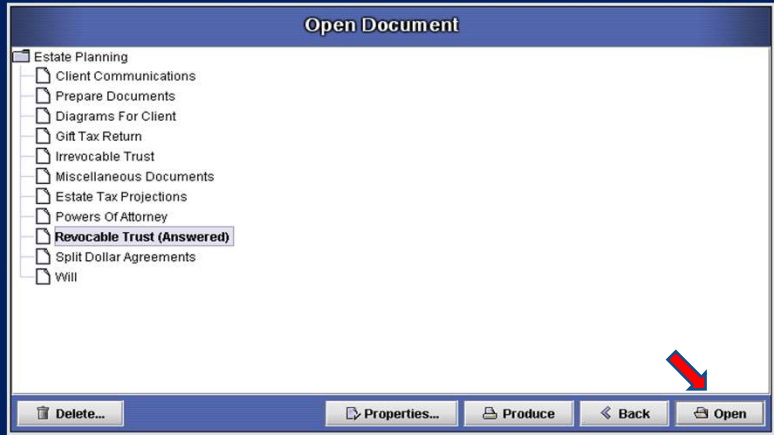 Open Document
Estate Planning
Client Communications
Prepare Documents
Diagrams For Client
Gift Tax Return
Irrevocable Trust
Miscellaneous Documents
Estate Tax Projections
Powers Of Attorney
Revocable Trust (Answered)
Split Dollar Agreements
Will
Delete... Properties... Produce Back Open